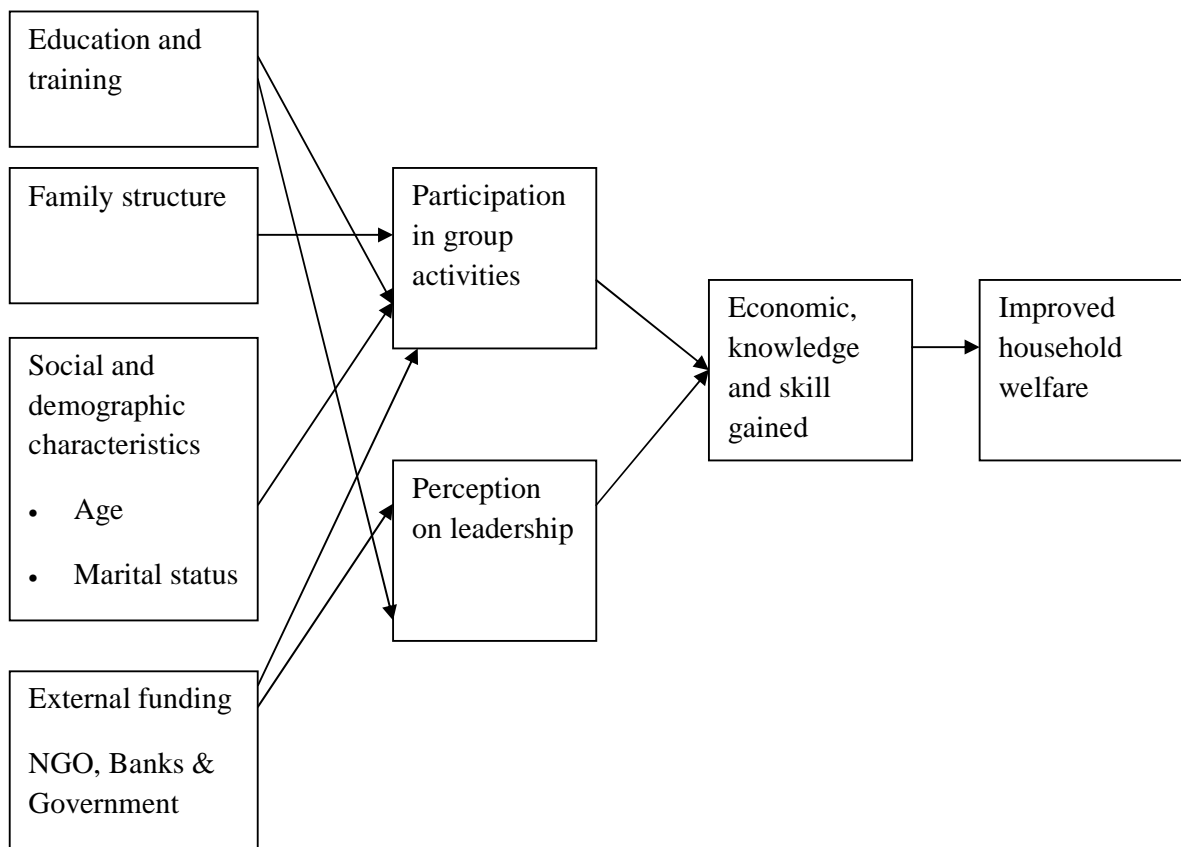 Education and
training
Family structure
Social and
demographic
characteristics
• Age
• Marital status
External funding
NGO, Banks &
Government
Participation
in group
activities
Perception
on leadership
Economic,
knowledge
and skill
gained
Improved
household
welfare